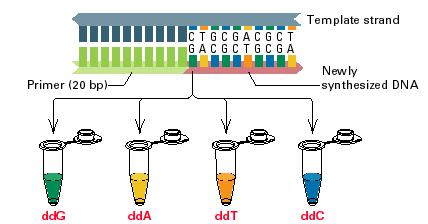 Template strand
CTGCGACGCT
GACGCTGCGA
Primer (20 bp)
Newly
synthesized DNA
ddG
ddA
ddT
ddC